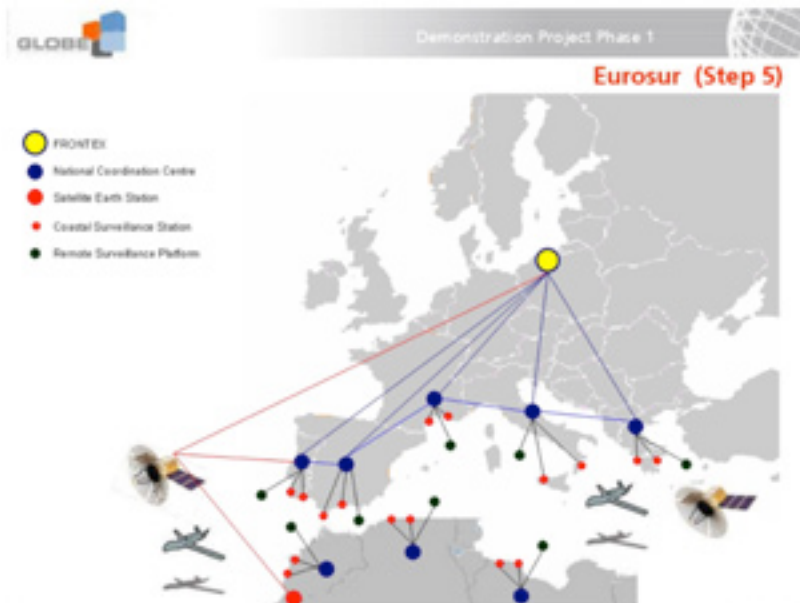 GLOBE
Demonstration Project Phase 1
Eurosur (Step 5)
FRONTEX
National Coordination Centre
Satellite Earth Station
Coastal Surveillance Station
Remote Surveillance Platform